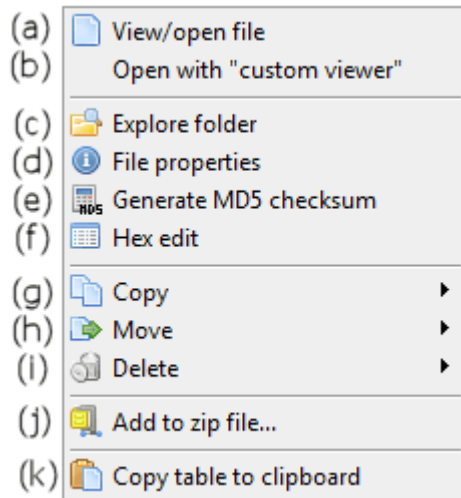 (a) View/open file
(b) Open with "custom viewer"
(c) Explore folder
(d) File properties
(e) MD5 Generate MD5 checksum
(f) Hex edit
(g) Copy
(h) Move
(i) Delete
(j) Add to zip file...
(k) Copy table to clipboard